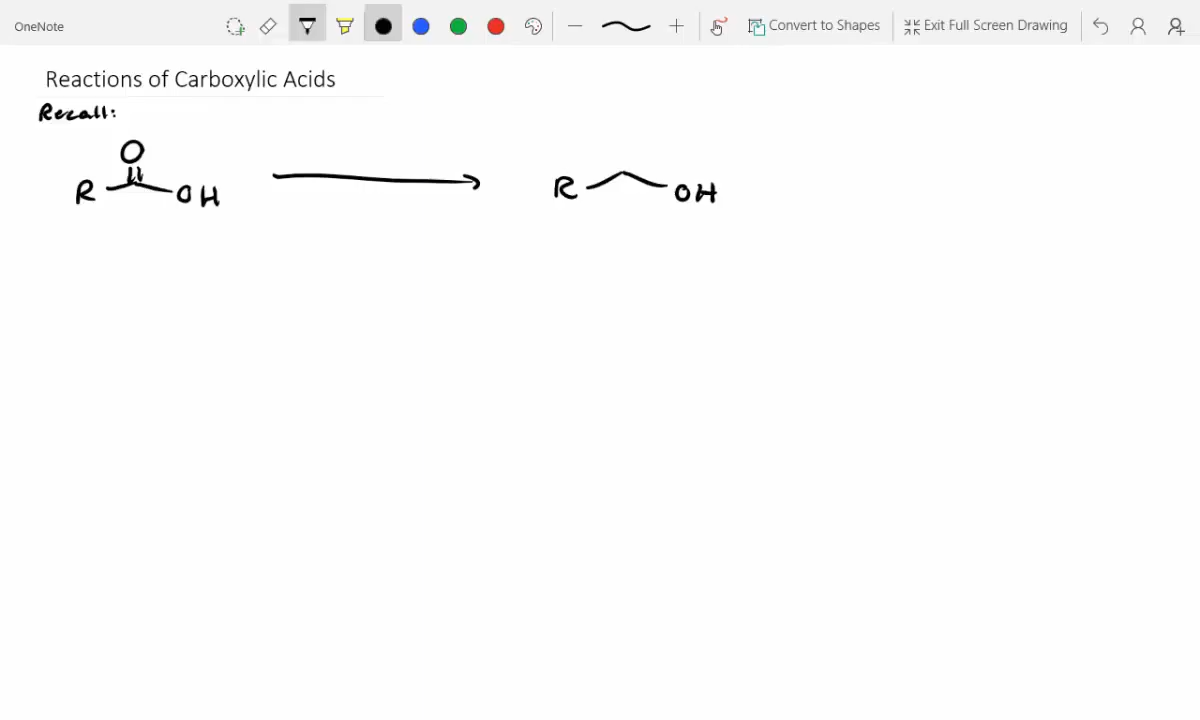 OneNote
Convert to Shapes
Exit Full Screen Drawing
Reactions of Carboxylic Acids
Recall:
O
R OH R OH